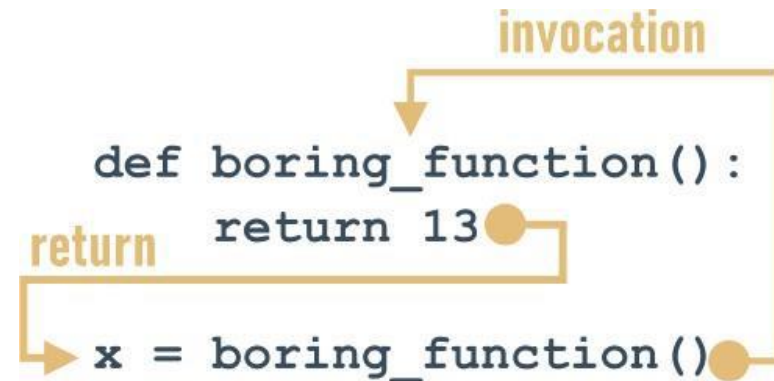 invocation
def boring_function():
return 13
return
x = boring_function()